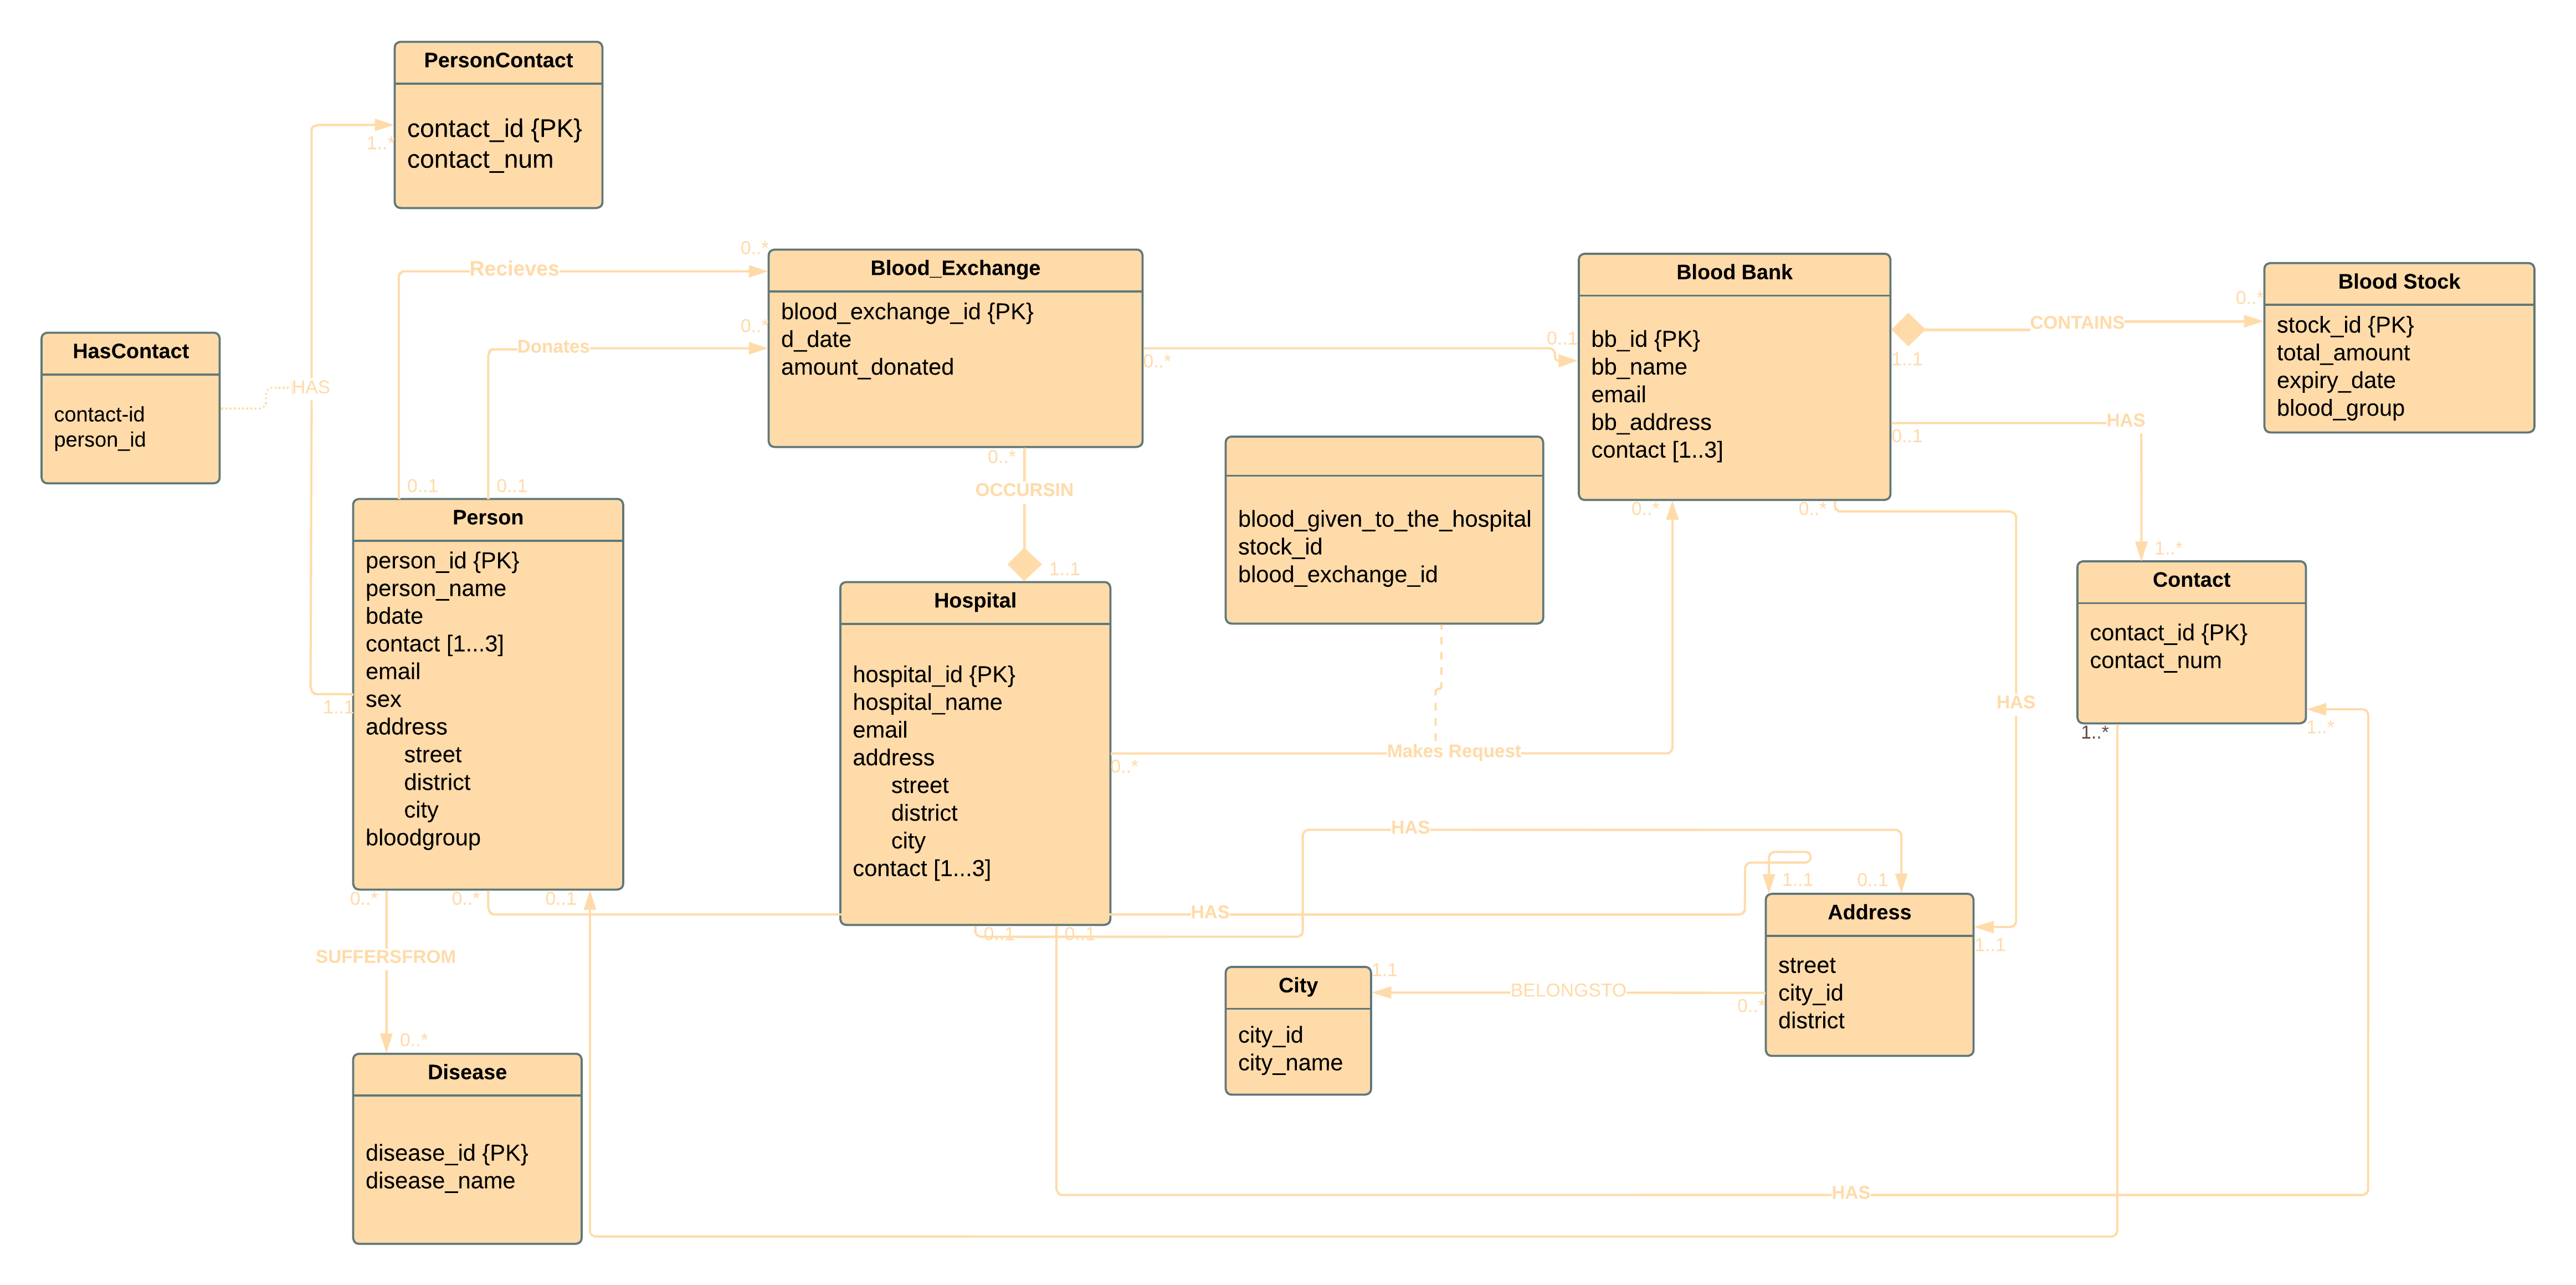 PersonContact
contact_id {PK}
contact_num
1..*
HasContact
contact-id
person_id
HAS
Recieves
0..*
Donates
0..*
0..1
0..1
Blood_Exchange
blood_exchange_id {PK}
d_date
amount_donated
0..*
0..1
0..*
OCCURSIN
1..1
Blood Bank
bb_id {PK}
bb_name
email
bb_address
contact [1..3]
CONTAINS
0..*
1..1
Blood Stock
stock_id {PK}
total_amount
expiry_date
blood_group
HAS
0..1
1..*
0..*
0..*
blood_given_to_the_hospital
stock_id
blood_exchange_id
Person
person_id {PK}
person_name
bdate
contact [1...3]
email
sex
address
street
district
city
bloodgroup
1..1
0..*
0..*
0..1
Hospital
hospital_id {PK}
hospital_name
email
address
street
district
city
contact [1...3]
Makes Request
0..*
HAS
HAS
0..1
0..1
HAS
1..1
0..1
Contact
contact_id {PK}
contact_num
1..*
1..*
Address
street
city_id
district
1..1
BELONGSTO
0..*
1..1
City
city_id
city_name
SUFFERSFROM
0..*
Disease
disease_id {PK}
disease_name
HAS